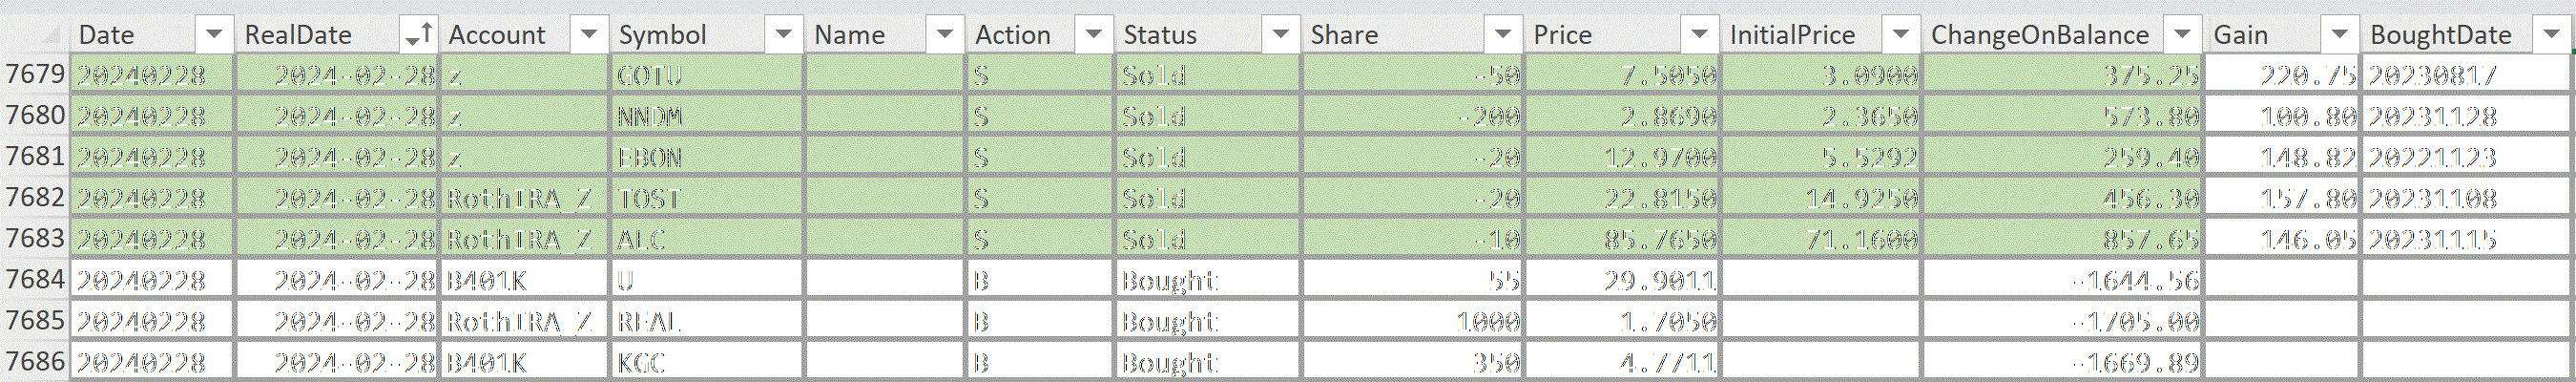 Date RealDate Account Symbol Name Action Status Share Price InitialPrice ChangeOnBalance Gain BoughtDate
7679 20240228 2024-02-28 z GOTU S Sold -50 7.5050 3.0900 375.25 220.75 20230817
7680 20240228 2024-02-28 z NNDM S Sold -200 2.8690 2.3650 573.80 100.80 20231128
7681 20240228 2024-02-28 z EBON S Sold -20 12.9700 5.5292 259.40 148.82 20221123
7682 20240228 2024-02-28 RothIRA_Z TOST S Sold -20 22.8150 14.9250 456.30 157.80 20231108
7683 20240228 2024-02-28 RothIRA_Z ALC S Sold -10 85.7650 71.1600 857.65 146.05 20231115
7684 20240228 2024-02-28 B401K U B Bought 55 29.9011 -1644.56
7685 20240228 2024-02-28 RothIRA_Z REAL B Bought 1000 1.7050 -1705.00
7686 20240228 2024-02-28 B401K KGC B Bought 350 4.7711 -1669.89